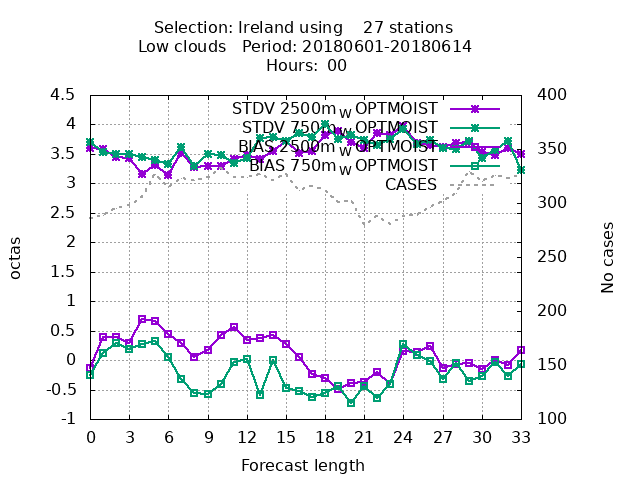 Selection: Ireland using 27 stations
Low clouds Period: 20180601-20180614
Hours: 00
STDV 2500m W OPTMOIST
STDV 750m W OPTMOIST
BIAS 2500m W OPTMOIST
BIAS 750m W OPTMOIST
CASES
octas
4.5
4
3.5
3
2.5
2
1.5
1
0.5
0
-0.5
-1
400
350
300
250
200
150
100
No cases
0 3 6 9 12 15 18 21 24 27 30 33
Forecast length